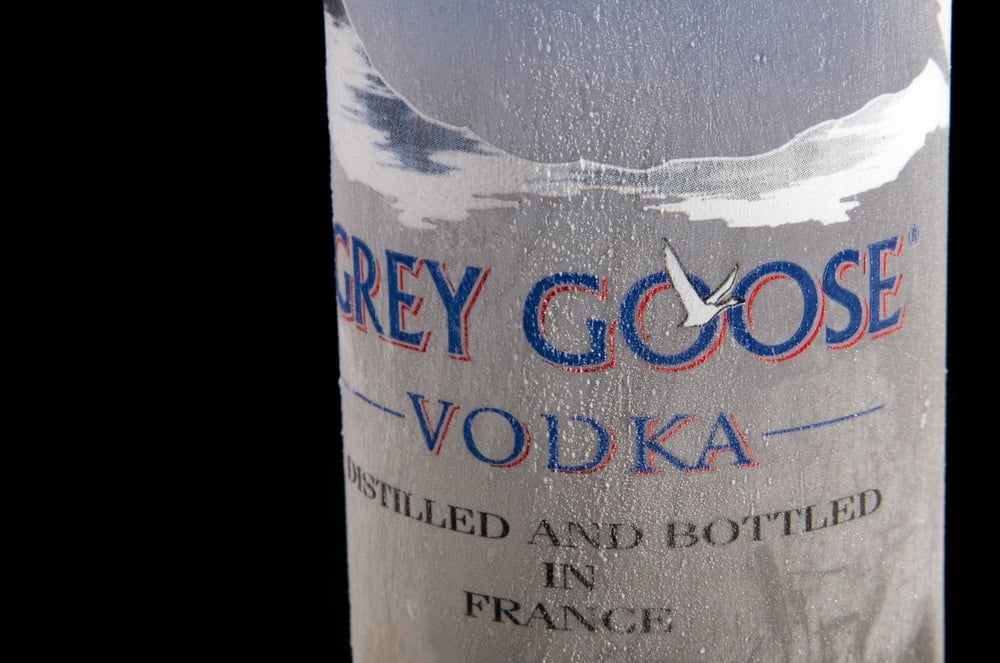 GREY GOOSE®
VODKA
DISTILLED AND BOTTLED
IN
FRANCE